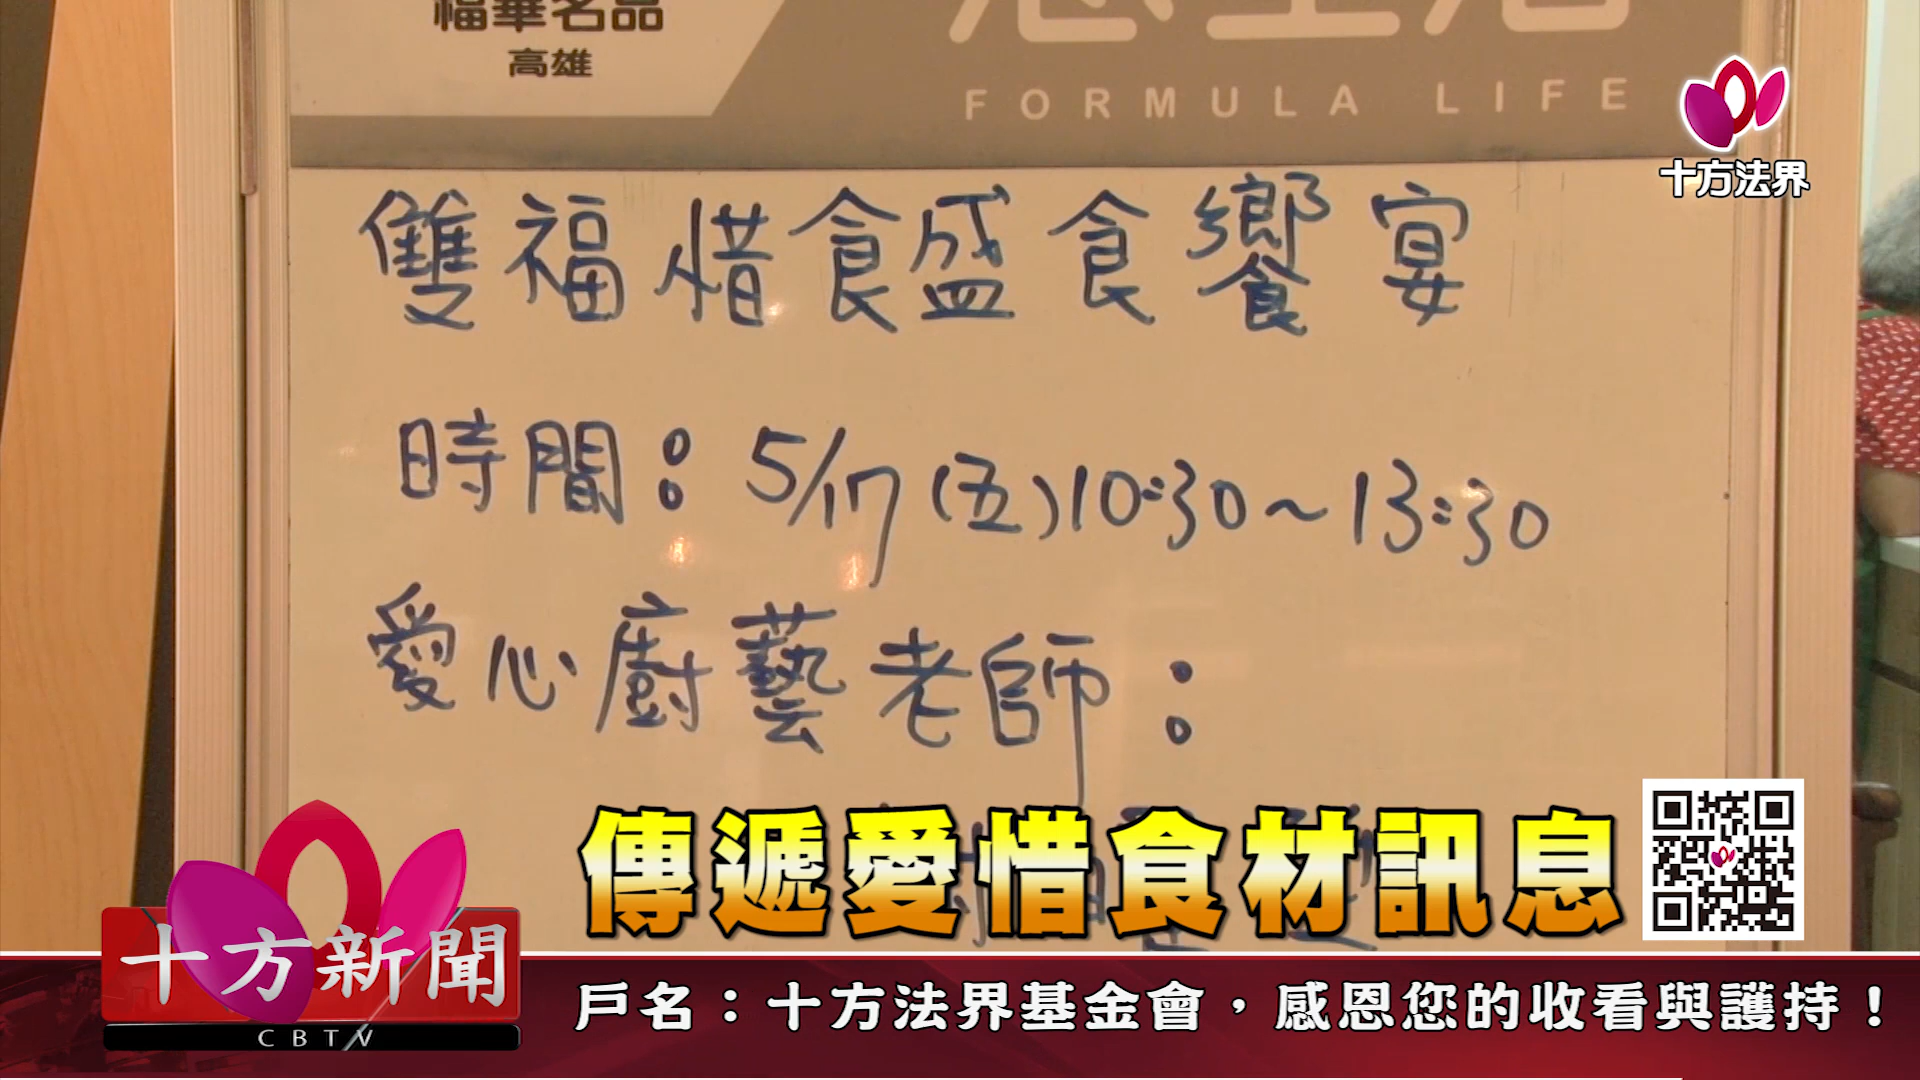 福華名品
高雄
FORMULA LIFE
十方法界
雙福惜食盛食饗宴
時間：5/17(五)10:30~13:30
愛心廚藝老師：
傳遞愛惜食材訊息
十方新聞
CBTV
戶名：十方法界基金會，感恩您的收看與護持！